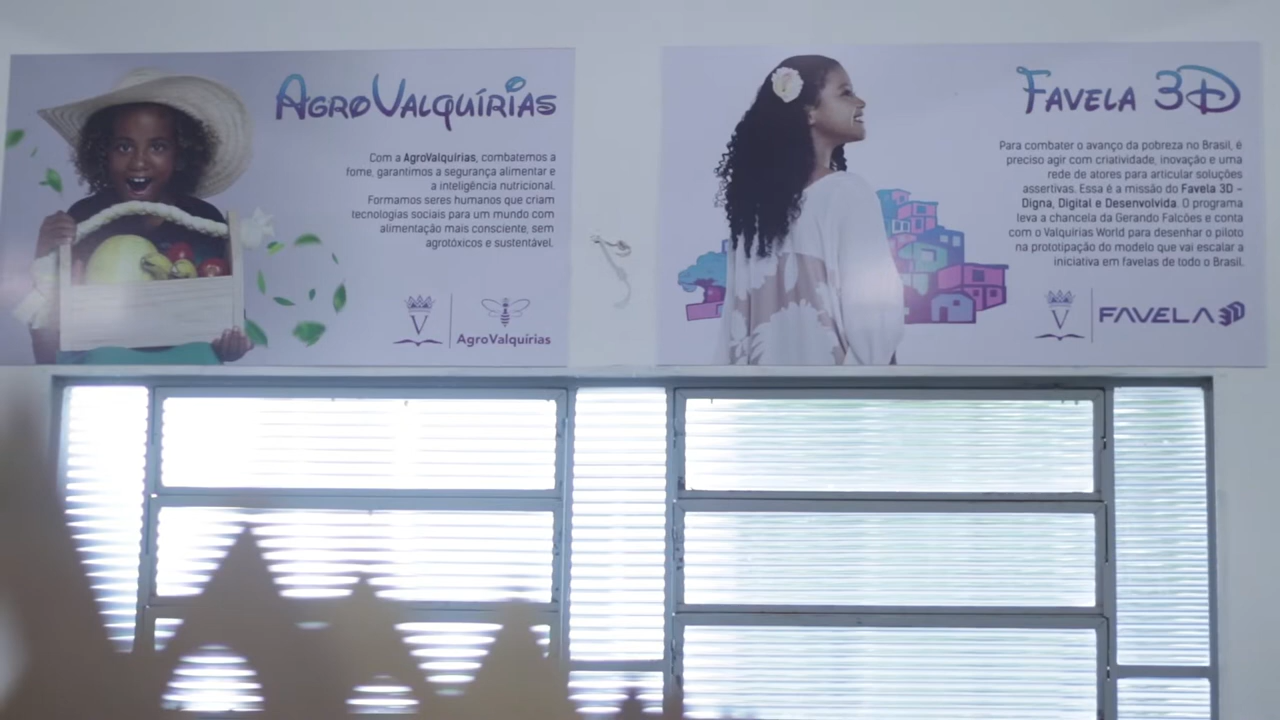 AgroValquírias
Com a AgroValquírias, combatemos a
fome, garantimos a segurança alimentar e
a inteligência nutricional.
Formamos seres humanos que criam
tecnologias sociais para um mundo com
alimentação mais consciente, sem
agrotóxicos e sustentável.
V
AgroValquírias
Favela 3D
Para combater o avanço da pobreza no Brasil, é
preciso agir com criatividade, inovação e uma
rede de atores para articular soluções
assertivas. Essa é a missão do Favela 3D –
Digna, Digital e Desenvolvida. O programa
leva a chancela da Gerando Falcões e conta
com o Valquírias World para desenhar o piloto
na prototipação do modelo que vai escalar a
iniciativa em favelas de todo o Brasil.
V
FAVELA 3D